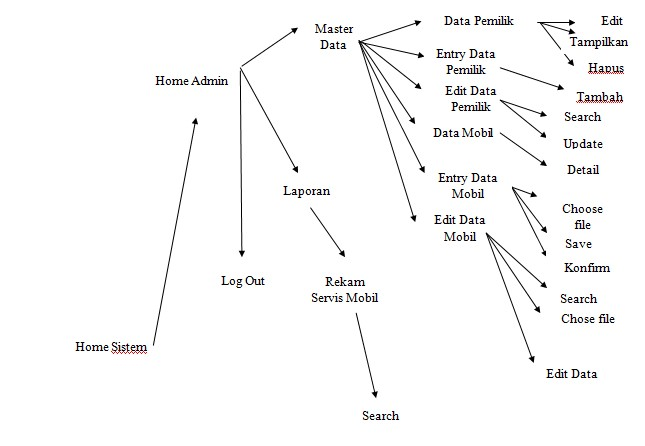 Master
Data
Data Pemilik
Edit
Tampilkan
Hapus
Entry Data
Pemilik
Tambah
Edit Data
Pemilik
Search
Update
Data Mobil
Detail
Entry Data
Mobil
Choose
file
Save
Konfirm
Edit Data
Mobil
Search
Chose file
Edit Data
Home Admin
Laporan
Log Out
Rekam
Servis Mobil
Search
Home Sistem